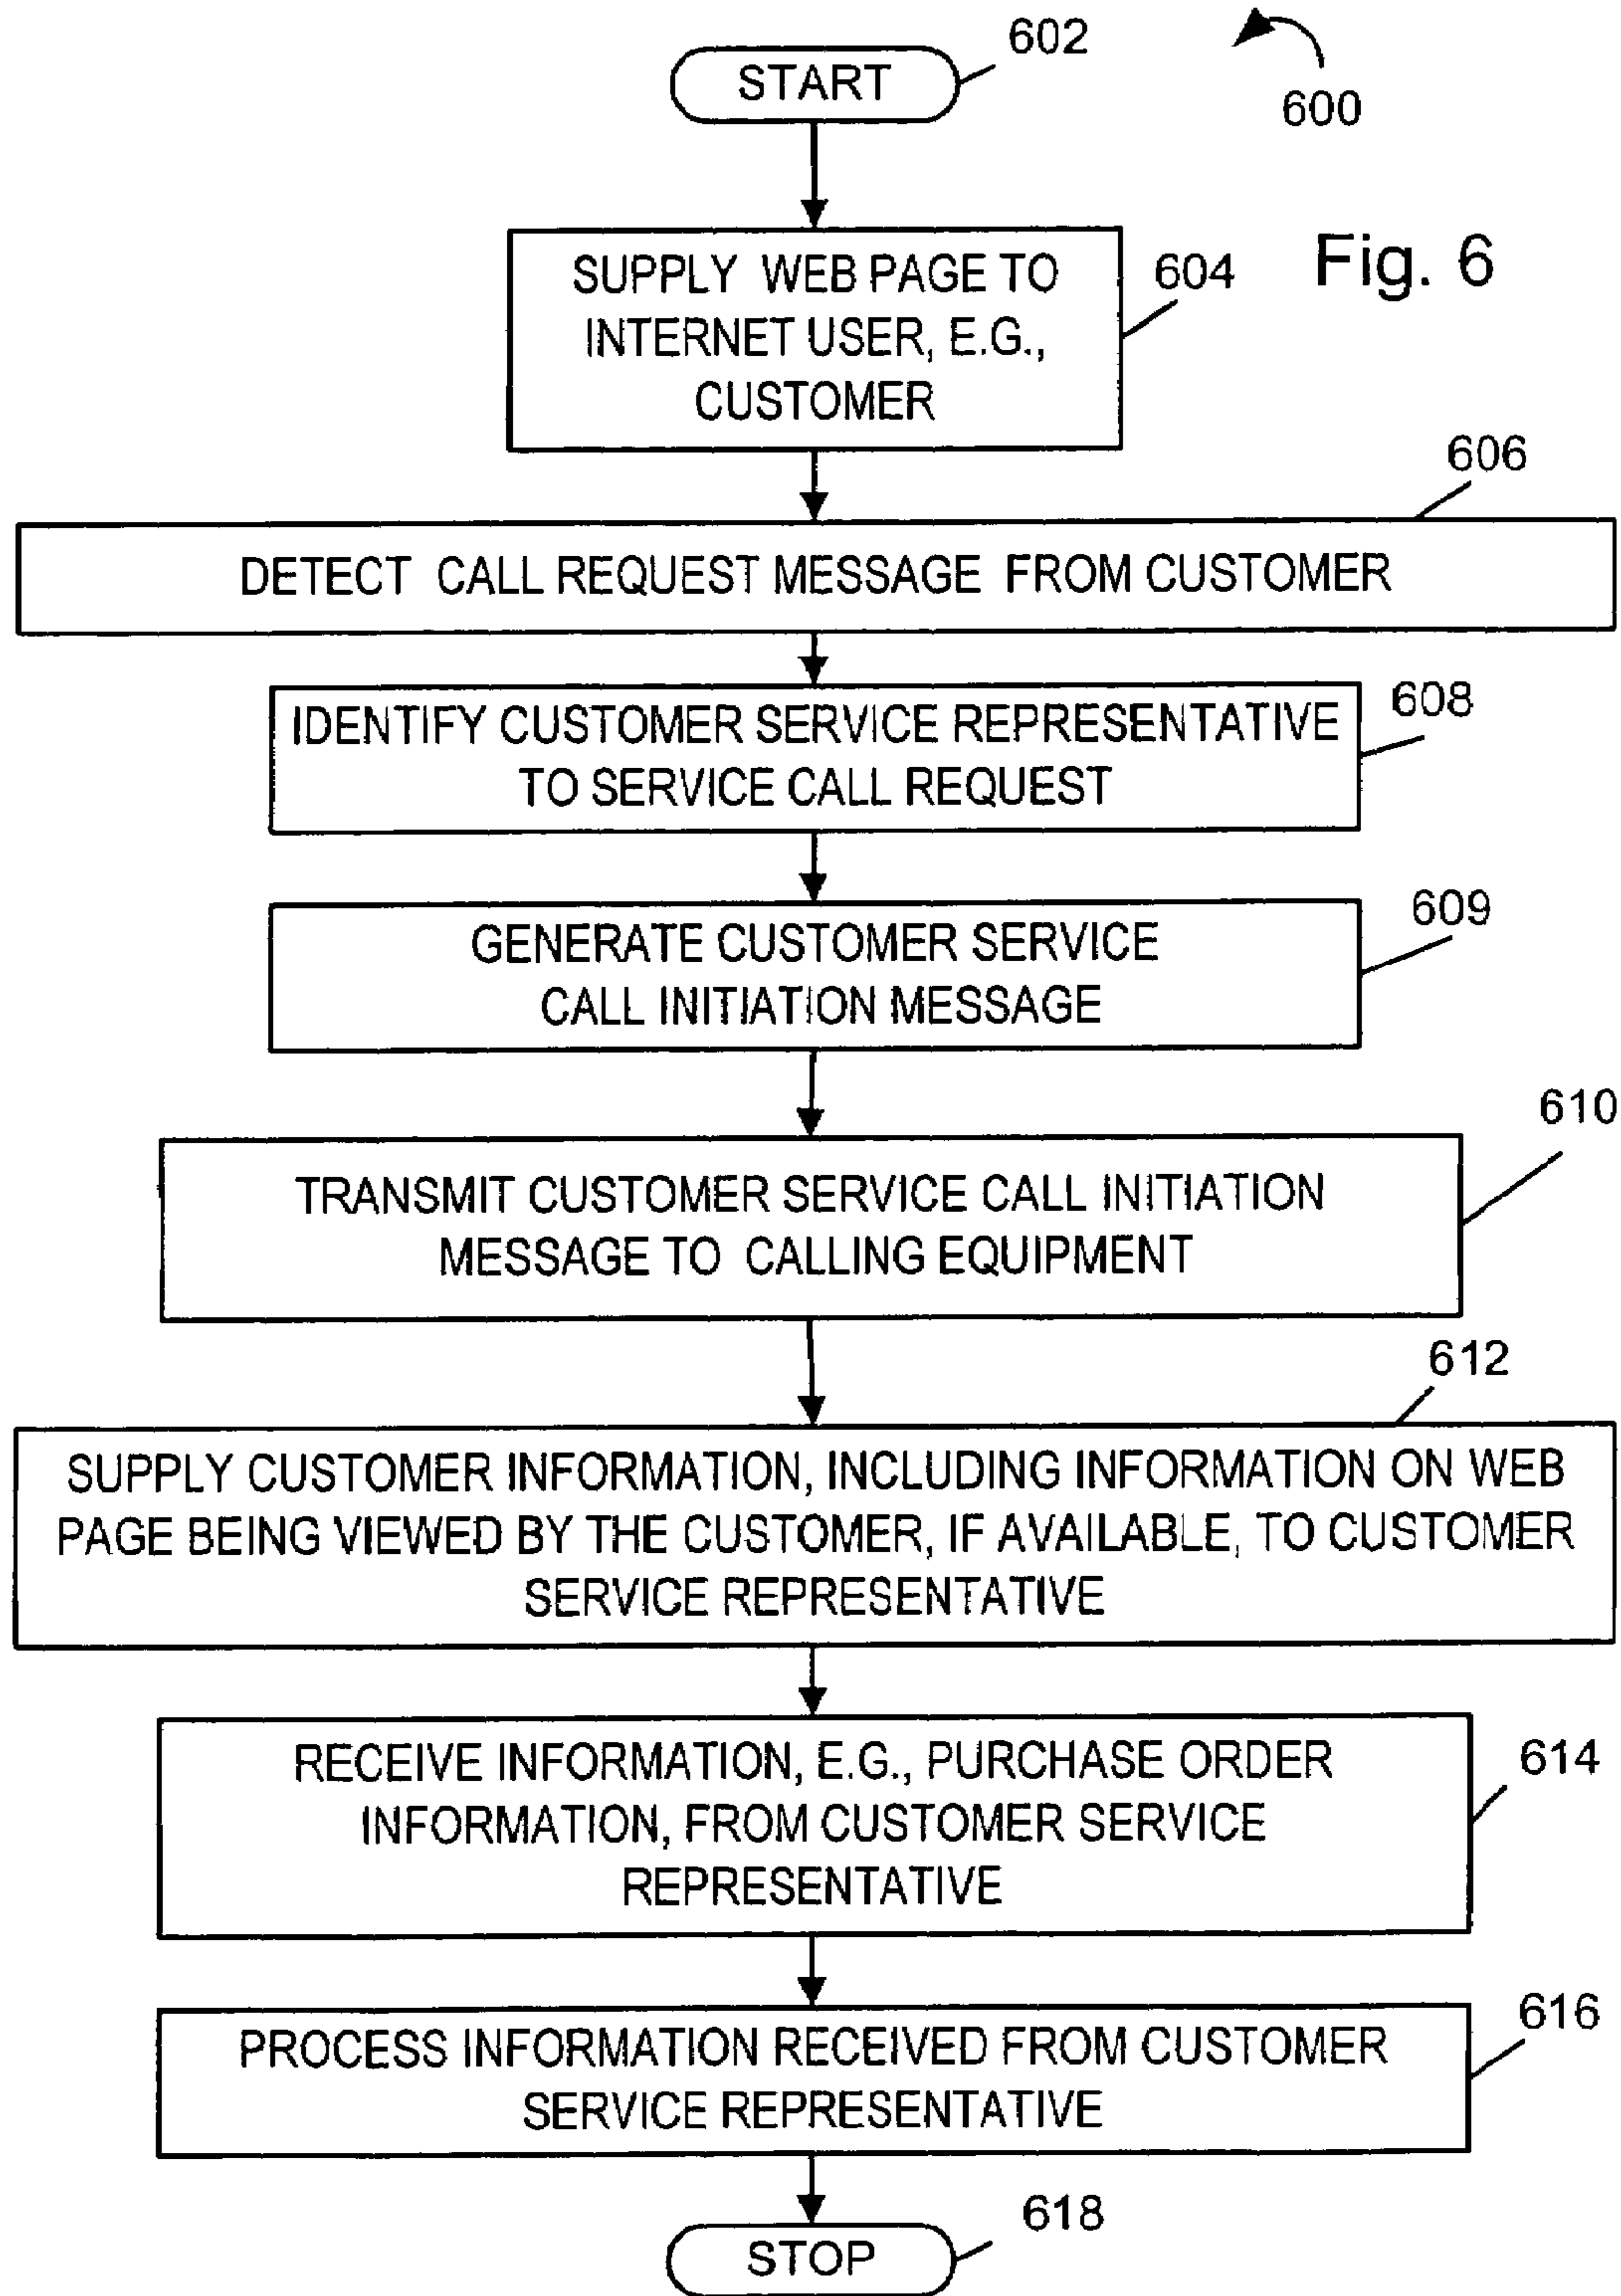 602
START
600
Fig. 6
SUPPLY WEB PAGE TO
INTERNET USER, E.G.,
CUSTOMER
604
606
DETECT CALL REQUEST MESSAGE FROM CUSTOMER
IDENTIFY CUSTOMER SERVICE REPRESENTATIVE
TO SERVICE CALL REQUEST
608
GENERATE CUSTOMER SERVICE
CALL INITIATION MESSAGE
609
610
TRANSMIT CUSTOMER SERVICE CALL INITIATION
MESSAGE TO CALLING EQUIPMENT
612
SUPPLY CUSTOMER INFORMATION, INCLUDING INFORMATION ON WEB
PAGE BEING VIEWED BY THE CUSTOMER, IF AVAILABLE, TO CUSTOMER
SERVICE REPRESENTATIVE
RECEIVE INFORMATION, E.G., PURCHASE ORDER
INFORMATION, FROM CUSTOMER SERVICE
REPRESENTATIVE
614
PROCESS INFORMATION RECEIVED FROM CUSTOMER
SERVICE REPRESENTATIVE
616
618
STOP